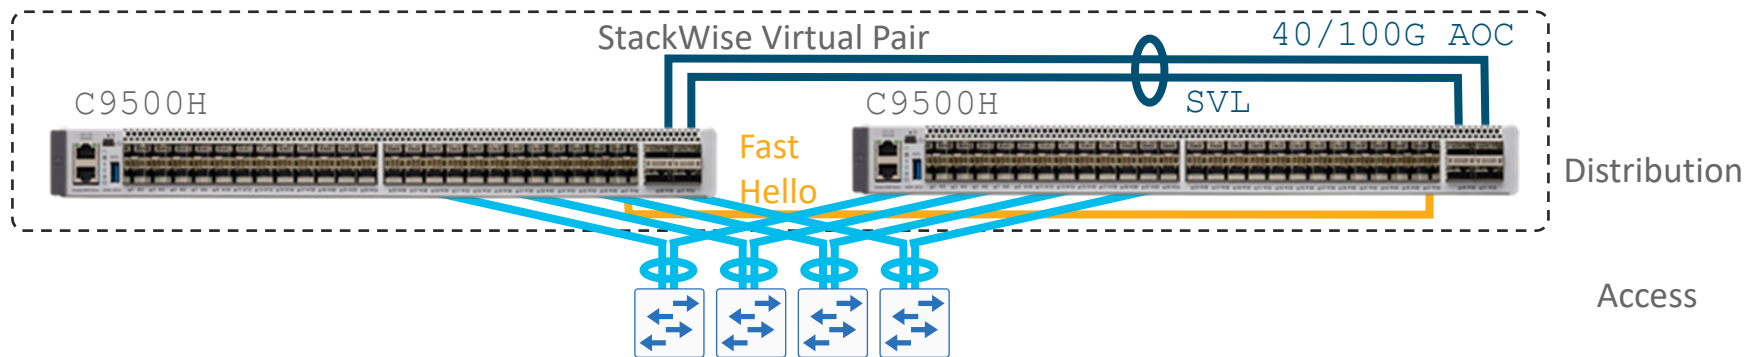 StackWise Virtual Pair
40/100G AOC
C9500H
C9500H
SVL
Fast
Hello
Distribution
Access